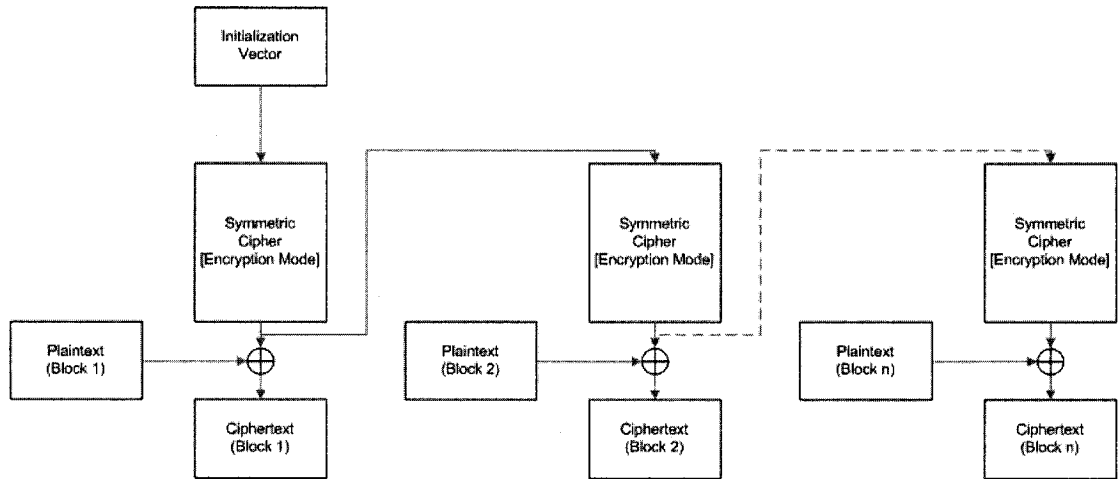 Initialization
Vector
Symmetric
Cipher
[Encryption Mode]
Symmetric
Cipher
[Encryption Mode]
Symmetric
Cipher
[Encryption Mode]
Plaintext
(Block 1)
Plaintext
(Block 2)
Plaintext
(Block n)
Ciphertext
(Block 1)
Ciphertext
(Block 2)
Ciphertext
(Block n)